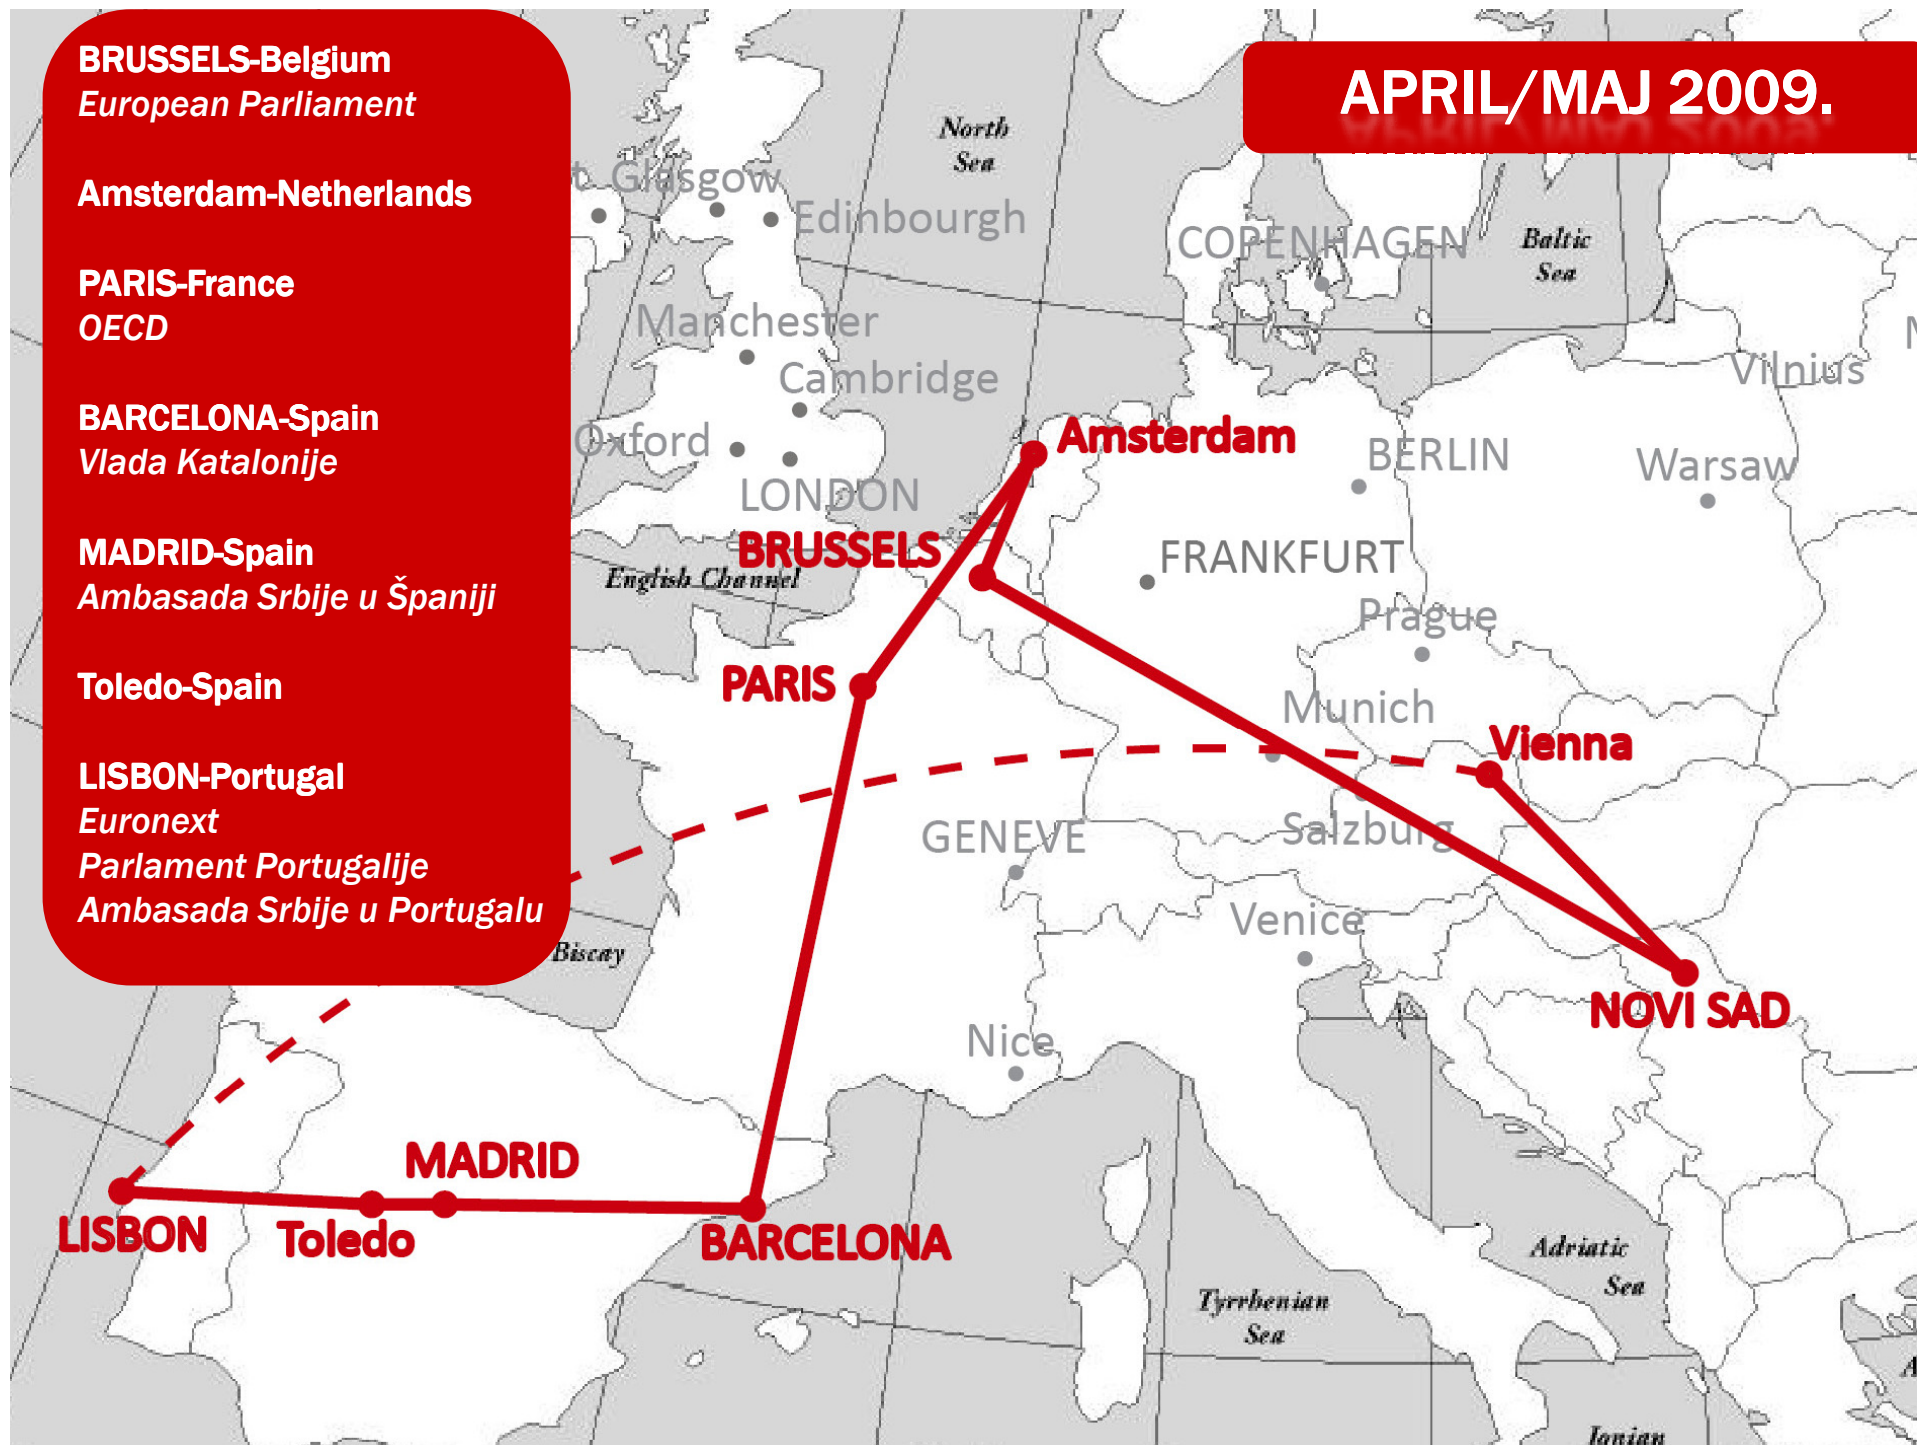 BRUSSELS-Belgium
European Parliament
Amsterdam-Netherlands
PARIS-France
OECD
BARCELONA-Spain
Vlada Katalonije
MADRID-Spain
Ambasada Srbije u Španiji
Toledo-Spain
LISBON-Portugal
Euronext
Parlament Portugalije
Ambasada Srbije u Portugalu
APRIL/MAJ 2009.
North
Sea
Glasgow
Edinbourgh
COPENHAGEN
Baltic
Sea
Manchester
Cambridge
Vilnius
Oxford
LONDON
Amsterdam
BERLIN
Warsaw
BRUSSELS
English Channel
FRANKFURT
Prague
PARIS
Munich
Vienna
GENEVE
Salzburg
Venice
Biscay
NOVI SAD
Nice
MADRID
LISBON
Toledo
BARCELONA
Adriatic
Sea
Tyrrhenian
Sea
Ionian